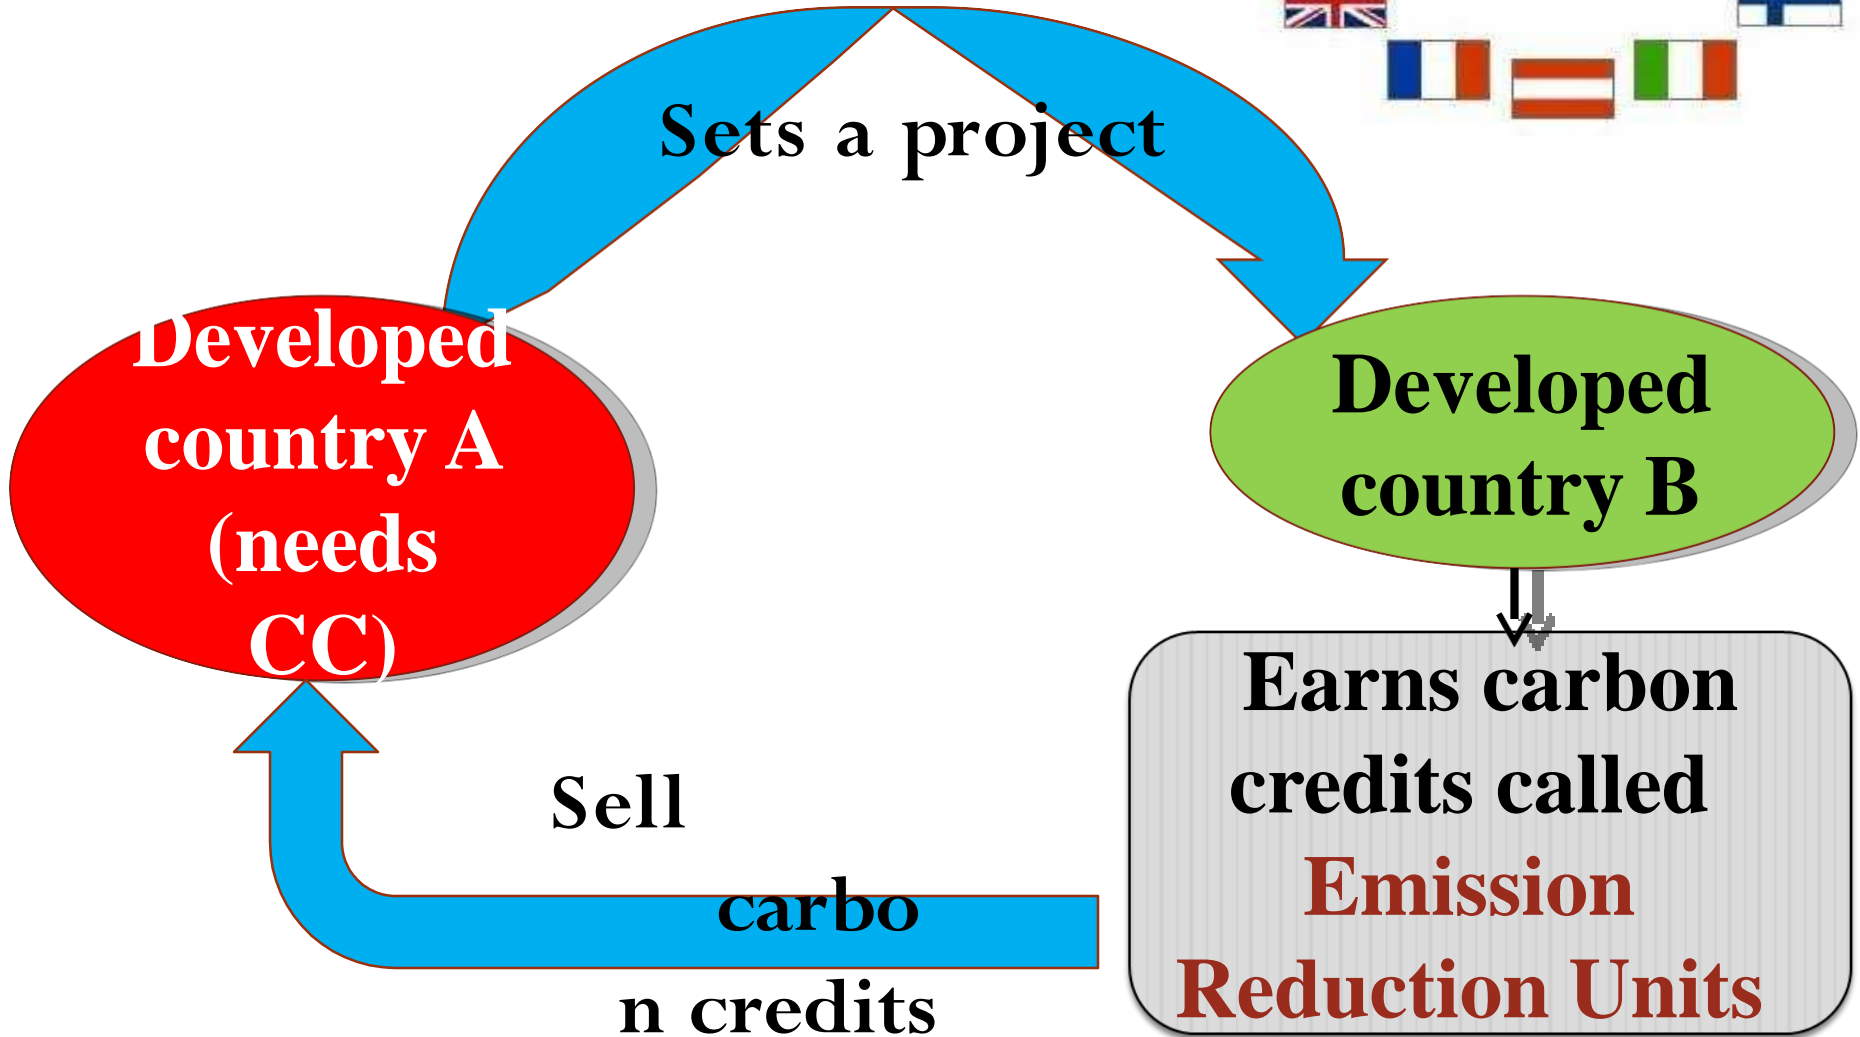 Sets a project
Developed
country A
(needs
CC)
Developed
country B
Earns carbon
credits called
Emission
Reduction Units
Sell
carbo
n credits